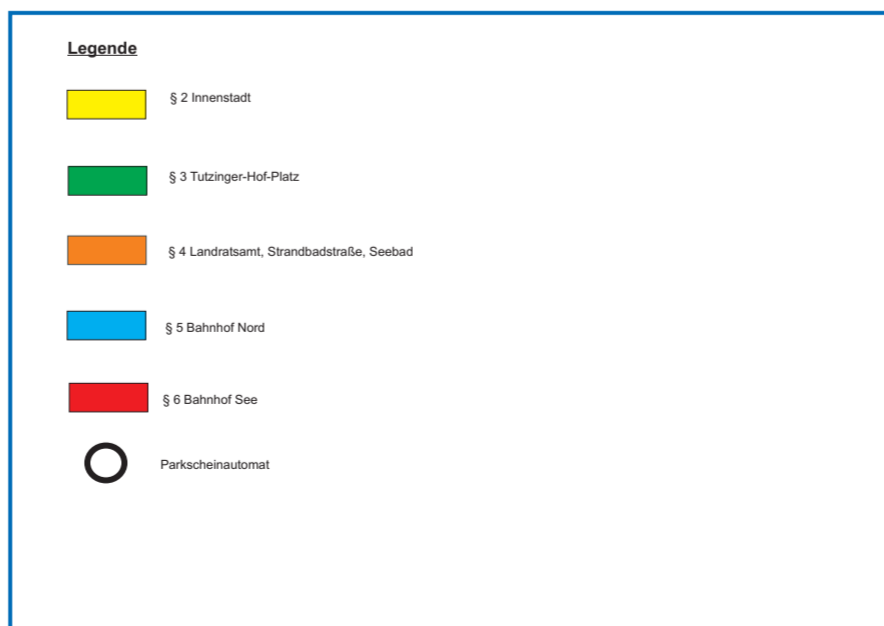 Legende
§ 2 Innenstadt
§ 3 Tutzinger-Hof-Platz
§ 4 Landratsamt, Strandbadstraße, Seebad
§ 5 Bahnhof Nord
§ 6 Bahnhof See
Parkscheinautomat